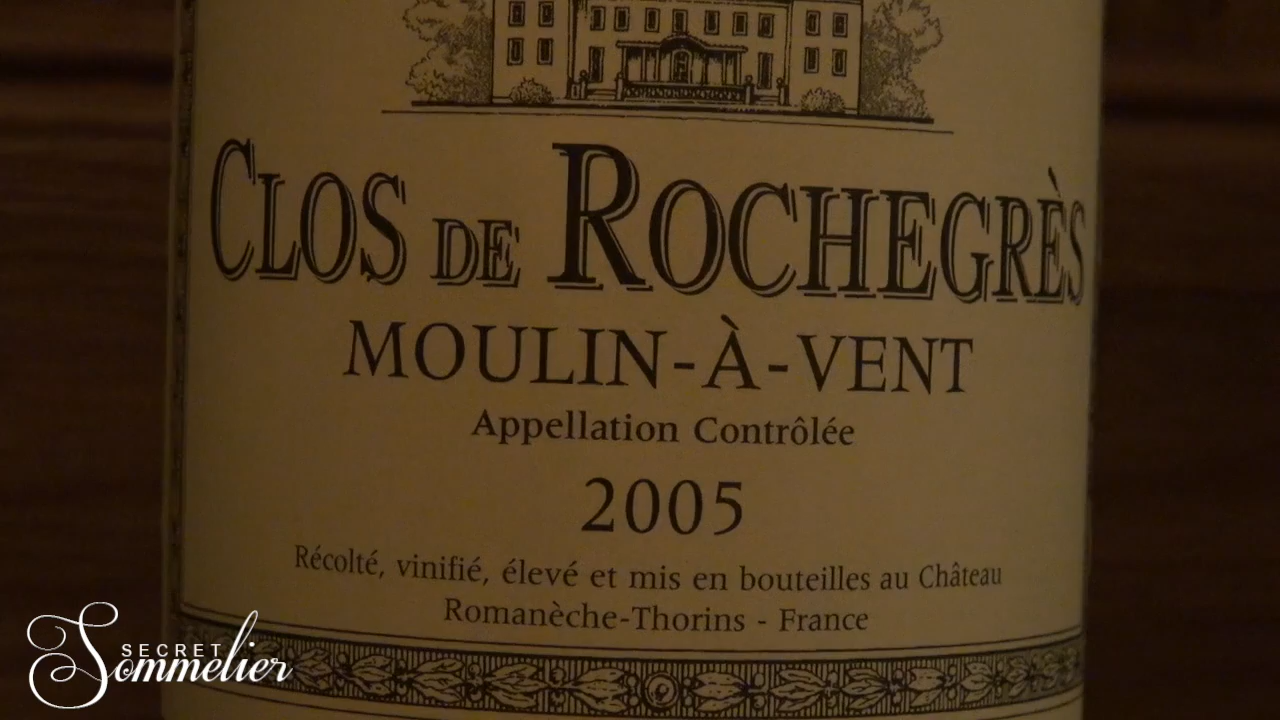 CLOS DE ROCHEGRÈS
MOULIN-À-VENT
Appellation Contrôlée
2005
Récolté, vinifié, élevé et mis en bouteilles au Château
Romanèche-Thorins - France
SECRET
Sommelier